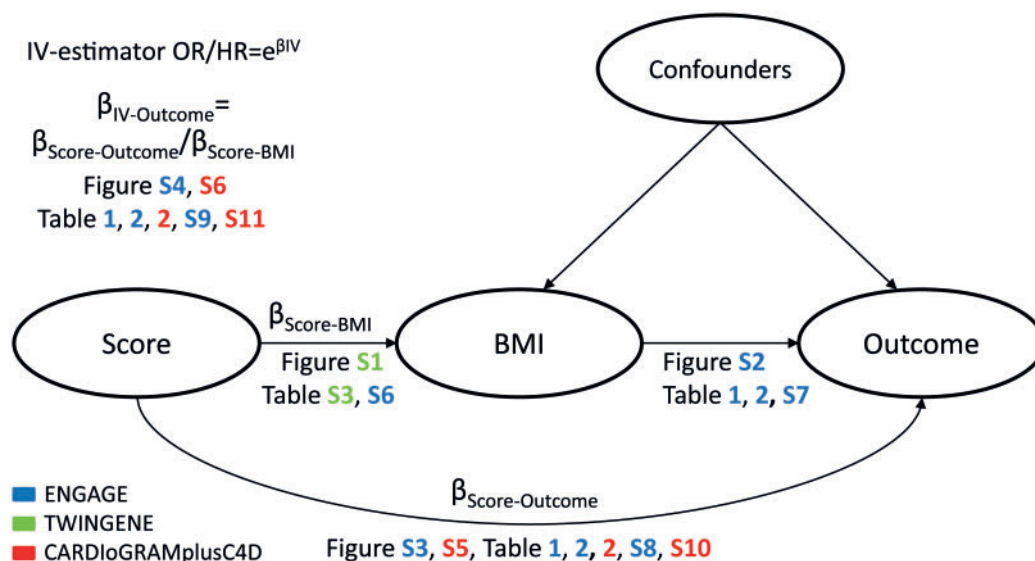 IV-estimator OR/HR=e^βIV
β_IV-Outcome=
β_Score-Outcome/β_Score-BMI
Figure S4, S6
Table 1, 2, 2, S9, S11
Confounders
Score
β_Score-BMI
Figure S1
Table S3, S6
BMI
Figure S2
Table 1, 2, S7
Outcome
β_Score-Outcome
Figure S3, S5, Table 1, 2, 2, S8, S10
ENGAGE
TWINGENE
CARDIoGRAMplusC4D